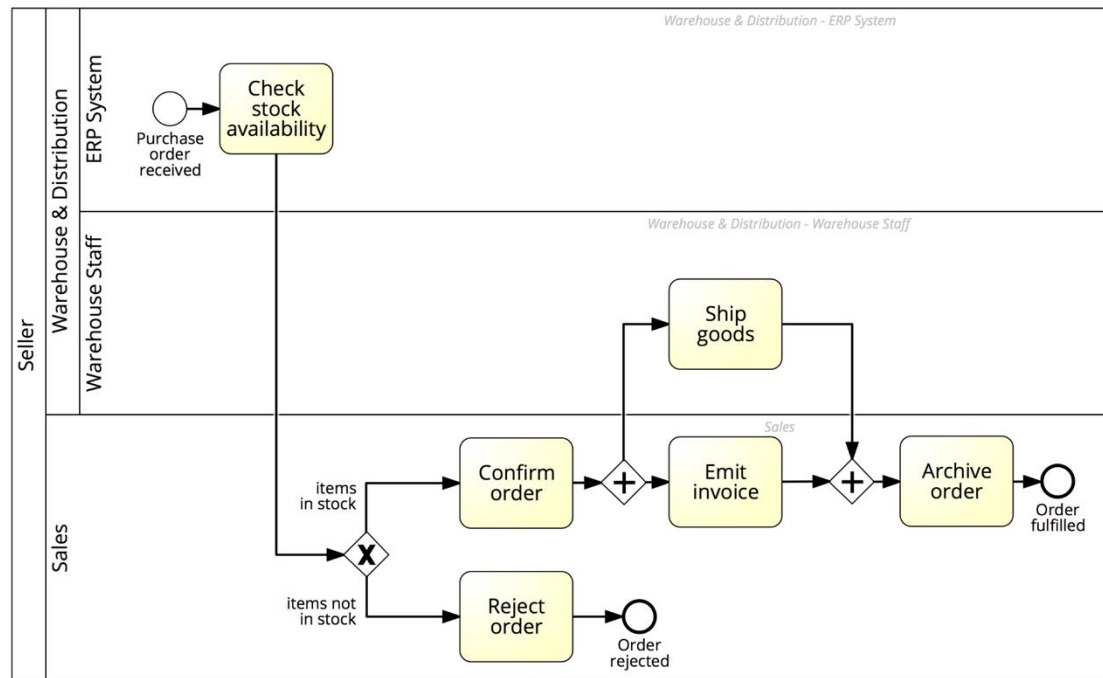 Seller
Warehouse & Distribution
ERP System
Warehouse & Distribution - ERP System
Purchase
order
received
Check
stock
availability
Warehouse Staff
Warehouse & Distribution - Warehouse Staff
Ship
goods
Sales
Sales
items
in stock
Confirm
order
Emit
invoice
Archive
order
Order
fulfilled
X
items not
in stock
Reject
order
Order
rejected